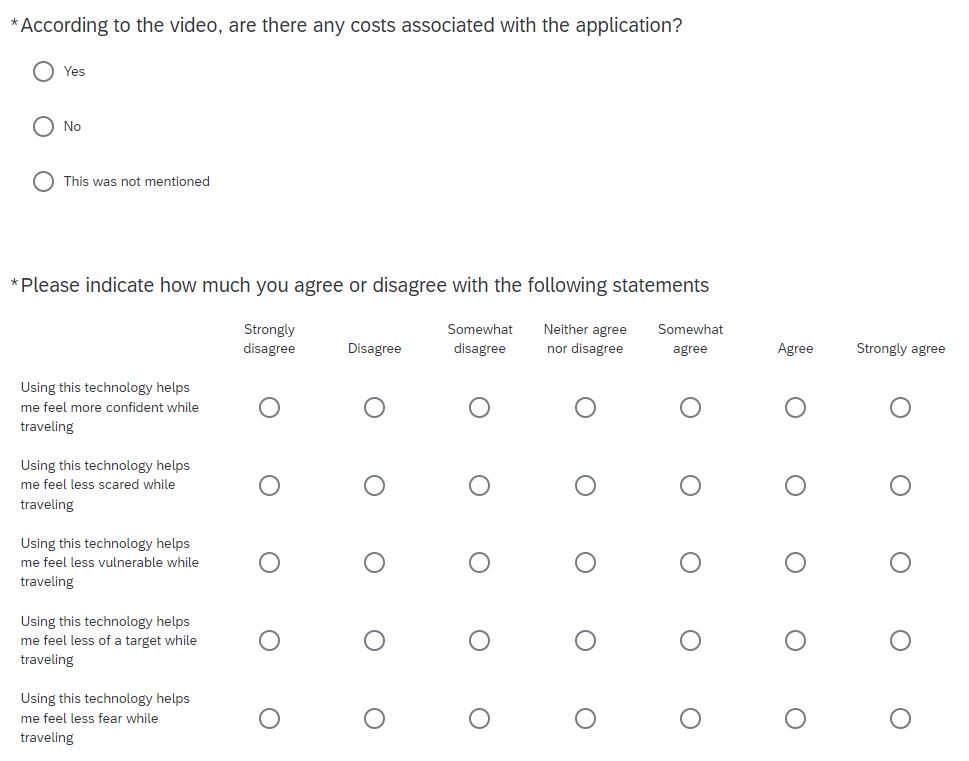 *According to the video, are there any costs associated with the application?
Yes
No
This was not mentioned
*Please indicate how much you agree or disagree with the following statements
Strongly disagree
Disagree
Somewhat disagree
Neither agree nor disagree
Somewhat agree
Agree
Strongly agree
Using this technology helps
me feel more confident while
traveling
Using this technology helps
me feel less scared while
traveling
Using this technology helps
me feel less vulnerable while
traveling
Using this technology helps
me feel less of a target while
traveling
Using this technology helps
me feel less fear while
traveling